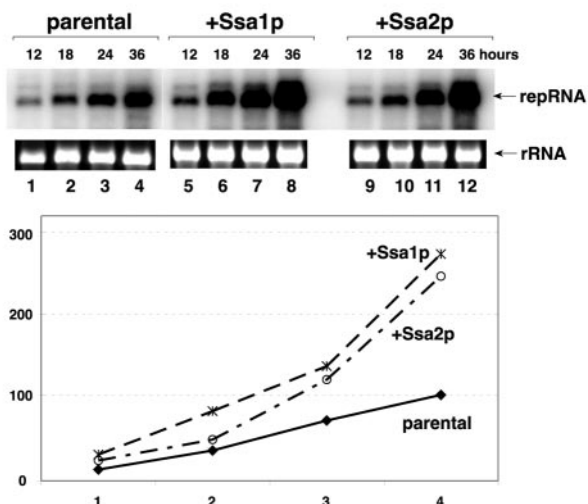 parental +Ssa1p +Ssa2p
12 18 24 36 12 18 24 36 12 18 24 36 hours
repRNA
rRNA
1 2 3 4 5 6 7 8 9 10 11 12
300
+Ssa1p
200
+Ssa2p
100
parental
0
1 2 3 4